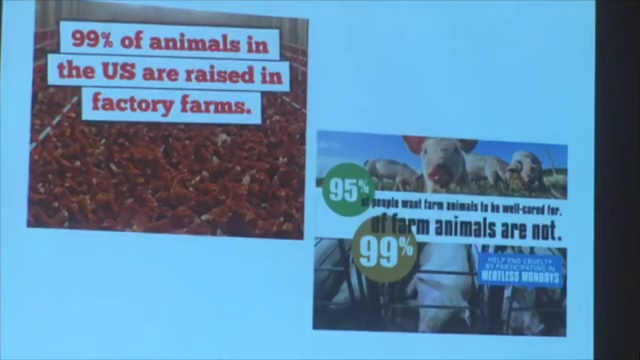 99% of animals in
the US are raised in
factory farms.
95%
of people want farm animals to be well-cared for.
99%
of farm animals are not.
HELP END CRUELTY
BY PARTICIPATING IN
MEATLESS MONDAYS